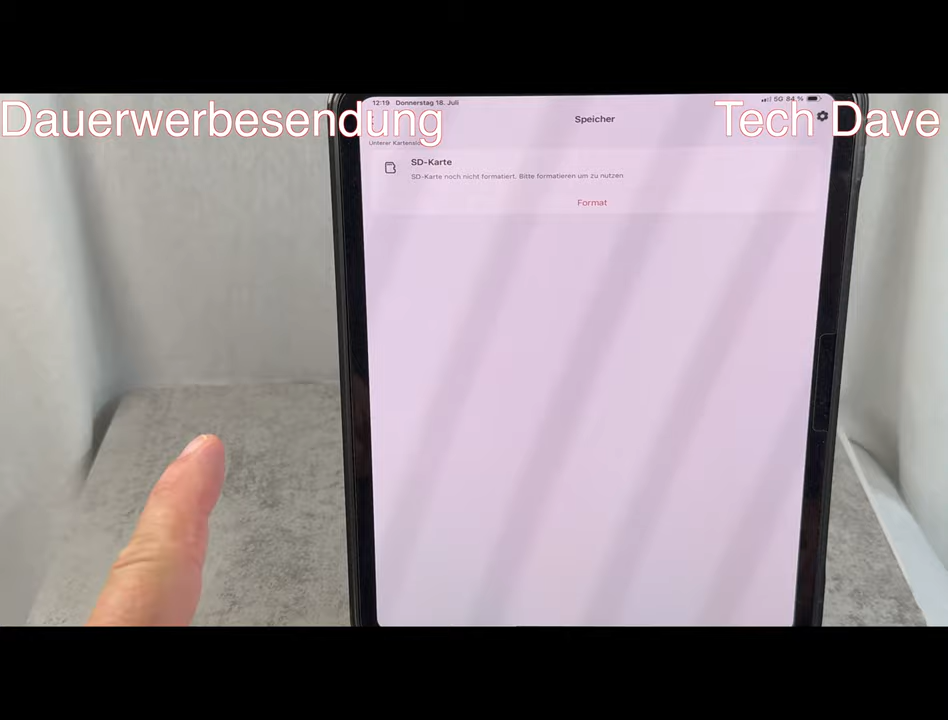 Dauerwerbesendung
Tech Dave
12:19 Donnerstag 18. Juli
5G 84 %
Speicher
Unterer
SD-Karte
SD-Karte noch nicht formatiert. Bitte formatieren um zu nutzen
Format